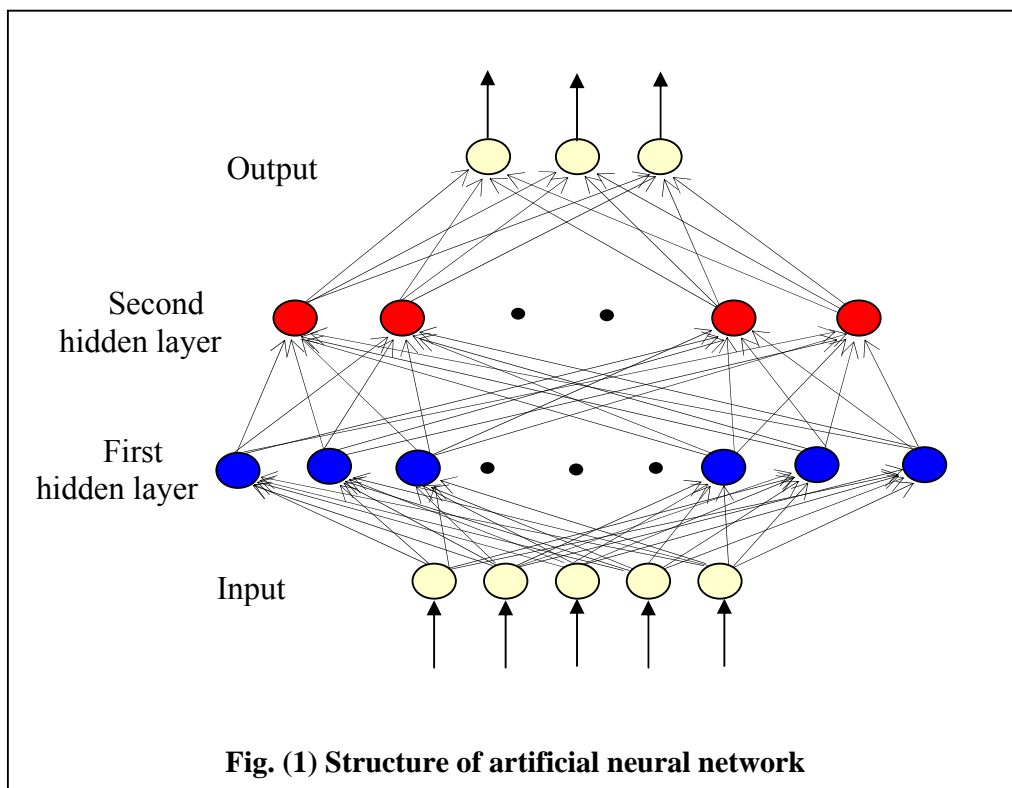 Output
Second
hidden layer
First
hidden layer
Input
Fig. (1) Structure of artificial neural network